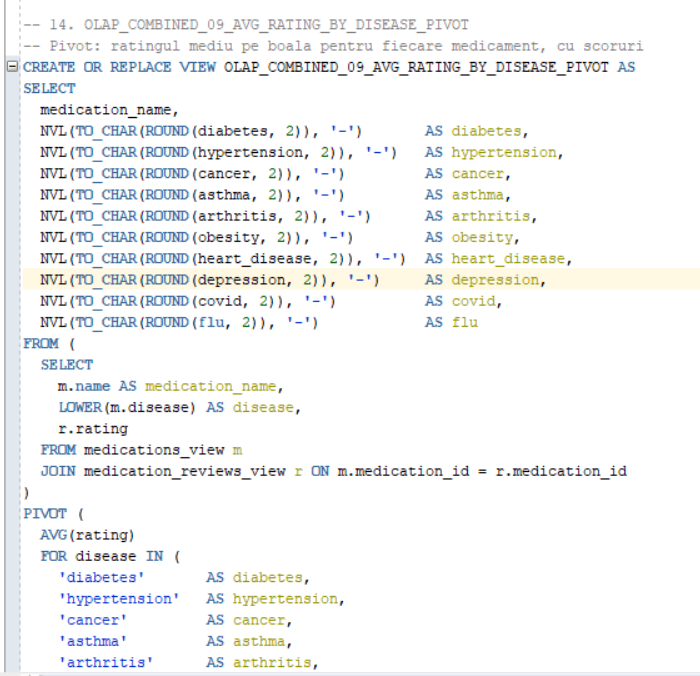 -- 14. OLAP_COMBINED_09_AVG_RATING_BY_DISEASE_PIVOT
-- Pivot: ratingul mediu pe boala pentru fiecare medicament, cu scoruri
CREATE OR REPLACE VIEW OLAP_COMBINED_09_AVG_RATING_BY_DISEASE_PIVOT AS
SELECT
  medication_name,
  NVL(TO_CHAR(ROUND(diabetes, 2)), '-')       AS diabetes,
  NVL(TO_CHAR(ROUND(hypertension, 2)), '-')   AS hypertension,
  NVL(TO_CHAR(ROUND(cancer, 2)), '-')         AS cancer,
  NVL(TO_CHAR(ROUND(asthma, 2)), '-')         AS asthma,
  NVL(TO_CHAR(ROUND(arthritis, 2)), '-')      AS arthritis,
  NVL(TO_CHAR(ROUND(obesity, 2)), '-')        AS obesity,
  NVL(TO_CHAR(ROUND(heart_disease, 2)), '-')  AS heart_disease,
  NVL(TO_CHAR(ROUND(depression, 2)), '-')     AS depression,
  NVL(TO_CHAR(ROUND(covid, 2)), '-')          AS covid,
  NVL(TO_CHAR(ROUND(flu, 2)), '-')            AS flu
FROM (
  SELECT
    m.name AS medication_name,
    LOWER(m.disease) AS disease,
    r.rating
  FROM medications_view m
  JOIN medication_reviews_view r ON m.medication_id = r.medication_id
)
PIVOT (
  AVG(rating)
  FOR disease IN (
    'diabetes'       AS diabetes,
    'hypertension'   AS hypertension,
    'cancer'         AS cancer,
    'asthma'         AS asthma,
    'arthritis'      AS arthritis,